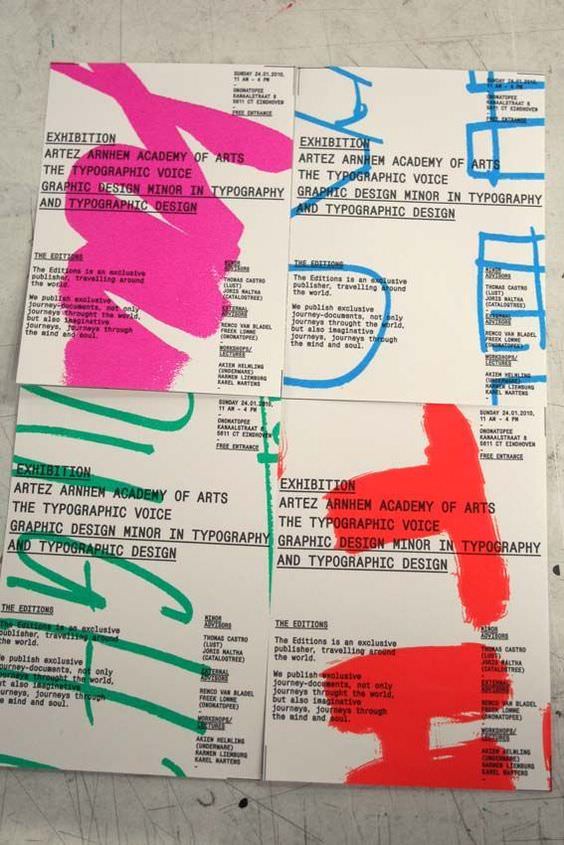 SUNDAY 24.01.2010,
11 AM – 4 PM
–
ONOMATOPEE
KANAALSTRAAT 8
5611 CT EINDHOVEN
–
FREE ENTRANCE
EXHIBITION
ARTEZ ARNHEM ACADEMY OF ARTS
THE TYPOGRAPHIC VOICE
GRAPHIC DESIGN MINOR IN TYPOGRAPHY
AND TYPOGRAPHIC DESIGN
THE EDITIONS
The Editions is an exclusive
publisher, travelling around
the world.
We publish exclusive
journey-documents, not only
journeys throught the world,
but also imaginative
journeys, journeys through
the mind and soul.
MINOR
ADVISORS
–
THOMAS CASTRO
(LUST)
JORIS MALTHA
(CATALOGTREE)
–
EXTERNAL
ADVISORS
–
REMCO VAN BLADEL
FREEK LOMME
(ONOMATOPEE)
–
WORKSHOPS/
LECTURES
–
AKIEM HELMLING
(UNDERWARE)
HARMEN LIEMBURG
KAREL MARTENS
–
SUNDAY 24.01.2010,
11 AM – 4 PM
–
ONOMATOPEE
KANAALSTRAAT 8
5611 CT EINDHOVEN
–
FREE ENTRANCE
EXHIBITION
ARTEZ ARNHEM ACADEMY OF ARTS
THE TYPOGRAPHIC VOICE
GRAPHIC DESIGN MINOR IN TYPOGRAPHY
AND TYPOGRAPHIC DESIGN
THE EDITIONS
The Editions is an exclusive
publisher, travelling around
the world.
We publish exclusive
journey-documents, not only
journeys throught the world,
but also imaginative
journeys, journeys through
the mind and soul.
MINOR
ADVISORS
–
THOMAS CASTRO
(LUST)
JORIS MALTHA
(CATALOGTREE)
–
EXTERNAL
ADVISORS
–
REMCO VAN BLADEL
FREEK LOMME
(ONOMATOPEE)
–
WORKSHOPS/
LECTURES
–
AKIEM HELMLING
(UNDERWARE)
HARMEN LIEMBURG
KAREL MARTENS
–
SUNDAY 24.01.2010,
11 AM – 4 PM
–
ONOMATOPEE
KANAALSTRAAT 8
5611 CT EINDHOVEN
–
FREE ENTRANCE
EXHIBITION
ARTEZ ARNHEM ACADEMY OF ARTS
THE TYPOGRAPHIC VOICE
GRAPHIC DESIGN MINOR IN TYPOGRAPHY
AND TYPOGRAPHIC DESIGN
THE EDITIONS
The Editions is an exclusive
publisher, travelling around
the world.
e publish exclusive
ourney-documents, not only
ourneys throught the world,
ut also imaginative
ourneys, journeys through
e mind and soul.
MINOR
ADVISORS
–
THOMAS CASTRO
(LUST)
JORIS MALTHA
(CATALOGTREE)
–
EXTERNAL
ADVISORS
–
REMCO VAN BLADEL
FREEK LOMME
(ONOMATOPEE)
–
WORKSHOPS/
LECTURES
–
AKIEM HELMLING
(UNDERWARE)
HARMEN LIEMBURG
KAREL MARTENS
–
SUNDAY 24.01.2010,
11 AM – 4 PM
–
ONOMATOPEE
KANAALSTRAAT 8
5611 CT EINDHOVEN
–
FREE ENTRANCE
EXHIBITION
ARTEZ ARNHEM ACADEMY OF ARTS
THE TYPOGRAPHIC VOICE
GRAPHIC DESIGN MINOR IN TYPOGRAPHY
AND TYPOGRAPHIC DESIGN
THE EDITIONS
The Editions is an exclusive
publisher, travelling around
the world.
We publish exclusive
journey-documents, not only
journeys throught the world,
but also imaginative
journeys, journeys through
the mind and soul.
MINOR
ADVISORS
–
THOMAS CASTRO
(LUST)
JORIS MALTHA
(CATALOGTREE)
–
EXTERNAL
ADVISORS
–
REMCO VAN BLADEL
FREEK LOMME
(ONOMATOPEE)
–
WORKSHOPS/
LECTURES
–
AKIEM HELMLING
(UNDERWARE)
HARMEN LIEMBURG
KAREL MARTENS
–